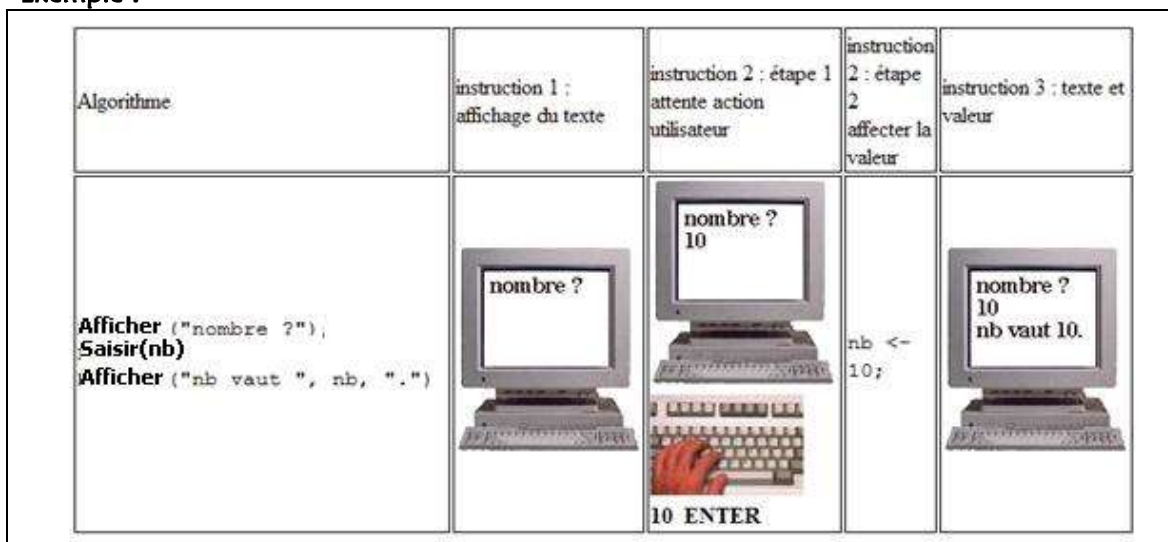 Exemple :
Algorithme
instruction 1 :
affichage du texte
instruction 2 : étape 1
attente action
utilisateur
instruction
2 : étape
2
affecter la
valeur
instruction 3 : texte et
valeur
Afficher ("nombre ?");
Saisir(nb)
Afficher ("nb vaut ", nb, ".")
nombre ?
nombre ?
10
10 ENTER
nb <-
10;
nombre ?
10
nb vaut 10.